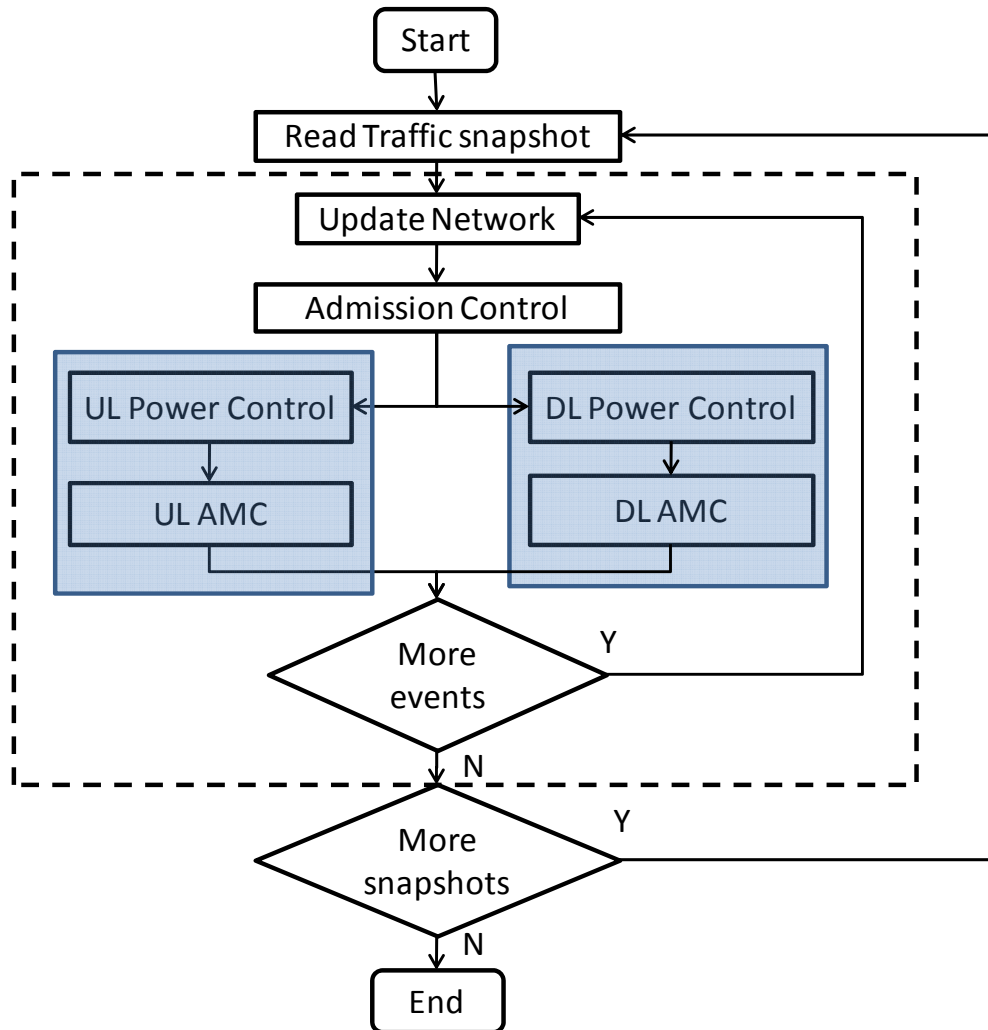 Start
Read Traffic snapshot
Update Network
Admission Control
UL Power Control
DL Power Control
UL AMC
DL AMC
More
events
Y
N
More
snapshots
Y
N
End